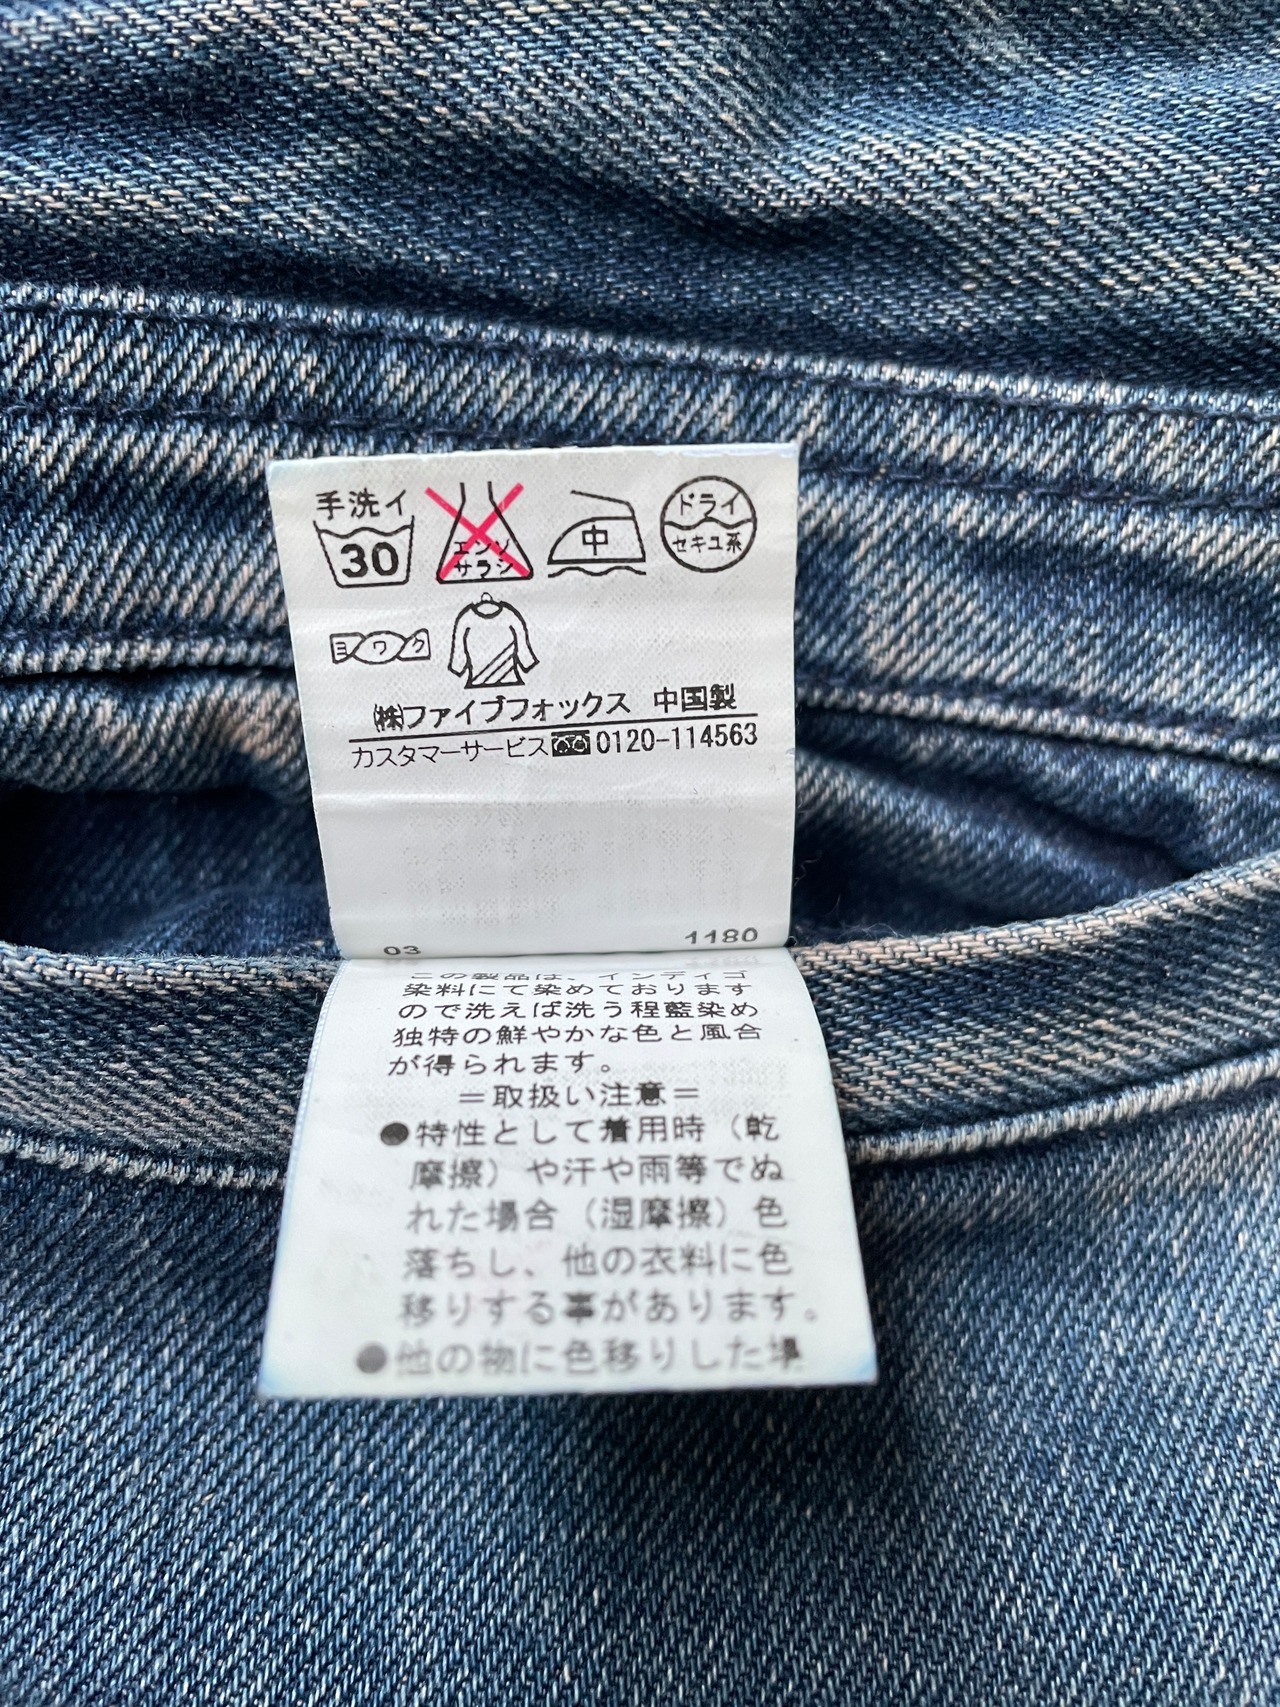 手洗イ
30
エンソ
サラシ
中
ドライ
セキユ系
ヨワク
㈱ファイブフォックス 中国製
カスタマーサービス 0120-114563
03 1180
この製品は、インディゴ
染料にて染めております
ので洗えば洗う程藍染め
独特の鮮やかな色と風合
が得られます。
=取扱い注意=
●特性として着用時(乾
摩擦)や汗や雨等でぬ
れた場合(湿摩擦)色
落ちし、他の衣料に色
移りする事があります。
●他の物に色移りした場